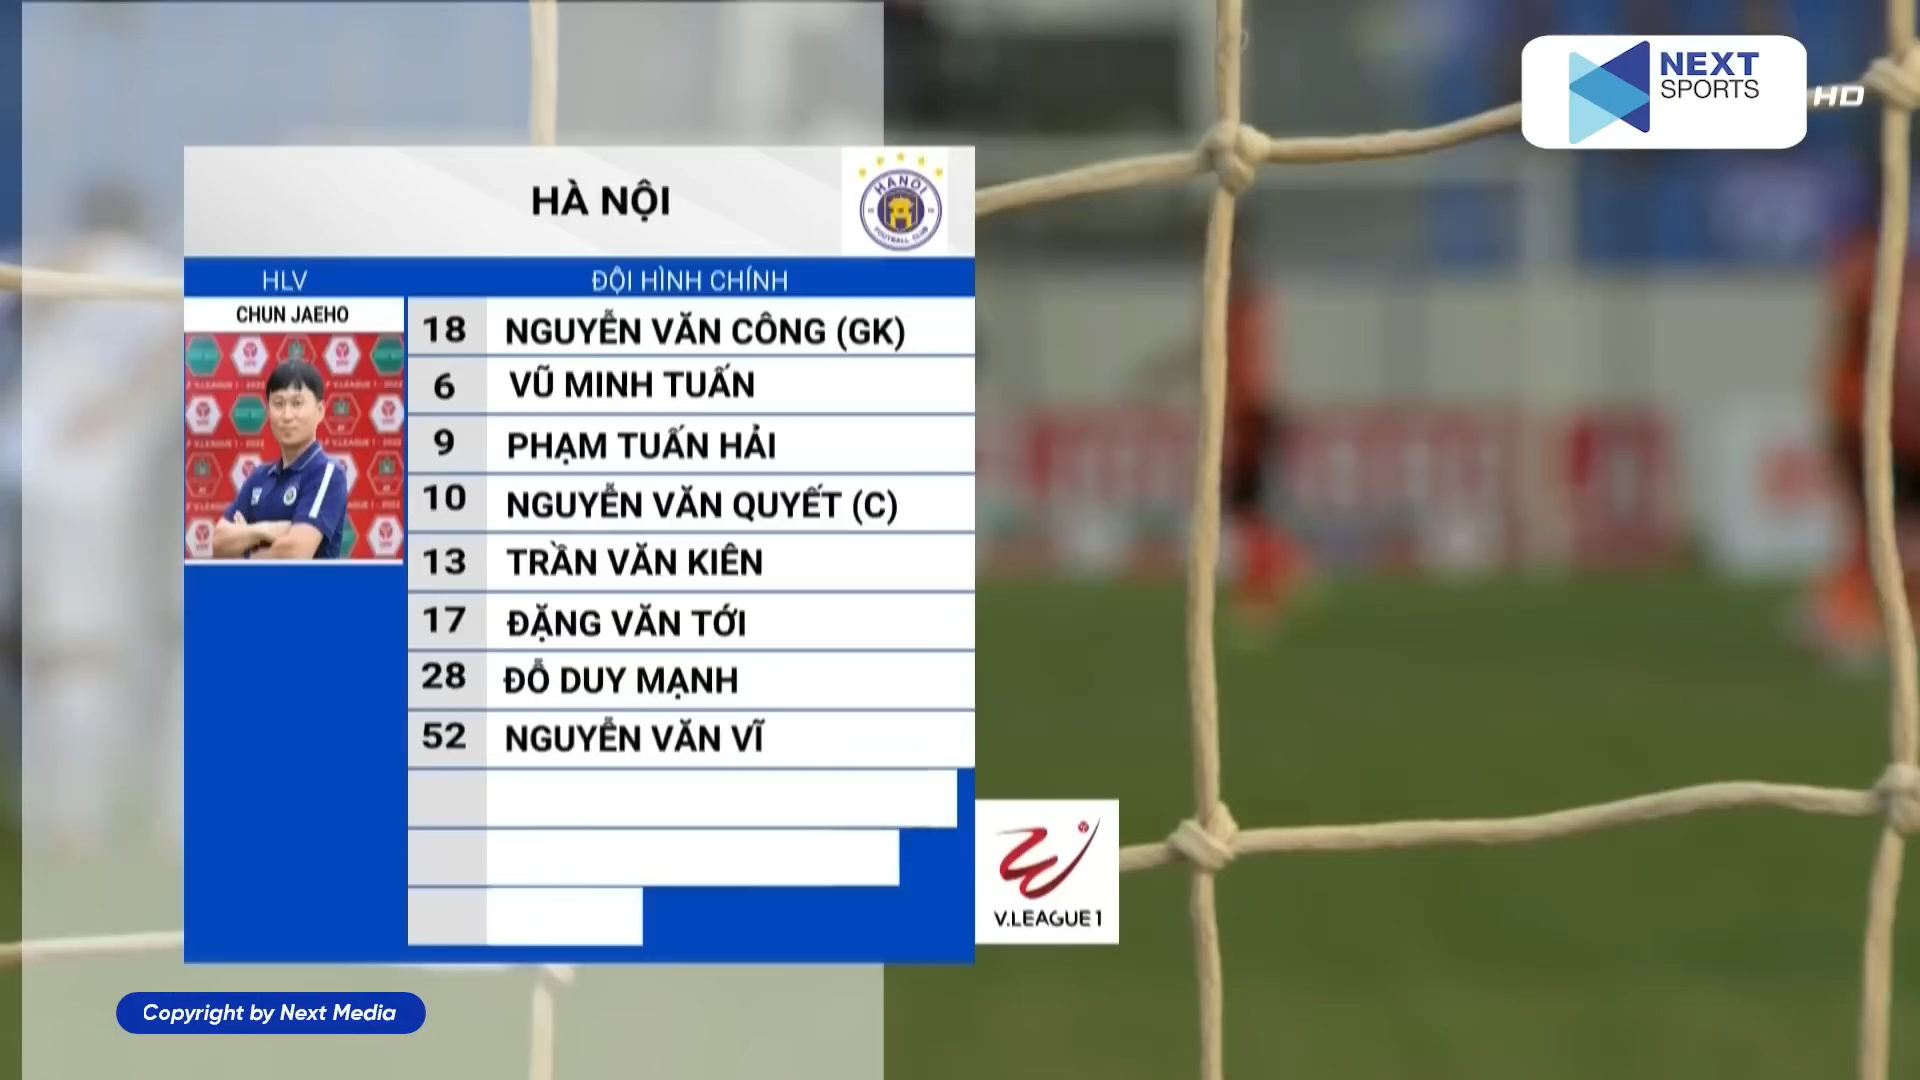 NEXT
SPORTS
HD
HÀ NỘI
HANOI
FOOTBALL CLUB
HLV
ĐỘI HÌNH CHÍNH
CHUN JAEHO
18 NGUYỄN VĂN CÔNG (GK)
6 VŨ MINH TUẤN
9 PHẠM TUẤN HẢI
10 NGUYỄN VĂN QUYẾT (C)
13 TRẦN VĂN KIÊN
17 ĐẶNG VĂN TỚI
28 ĐỖ DUY MẠNH
52 NGUYỄN VĂN VĨ
V.LEAGUE 1
Copyright by Next Media